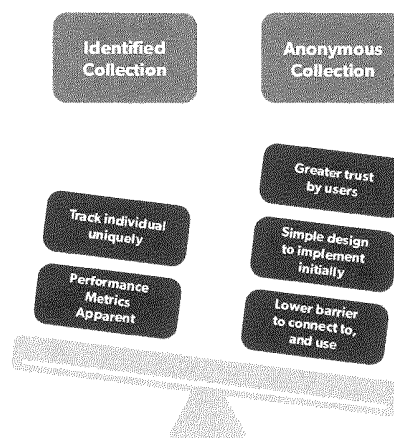 Identified
Collection
Anonymous
Collection
Track individual
uniquely
Performance
Metrics
Apparent
Greater trust
by users
Simple design
to implement
initially
Lower barrier
to connect to,
and use